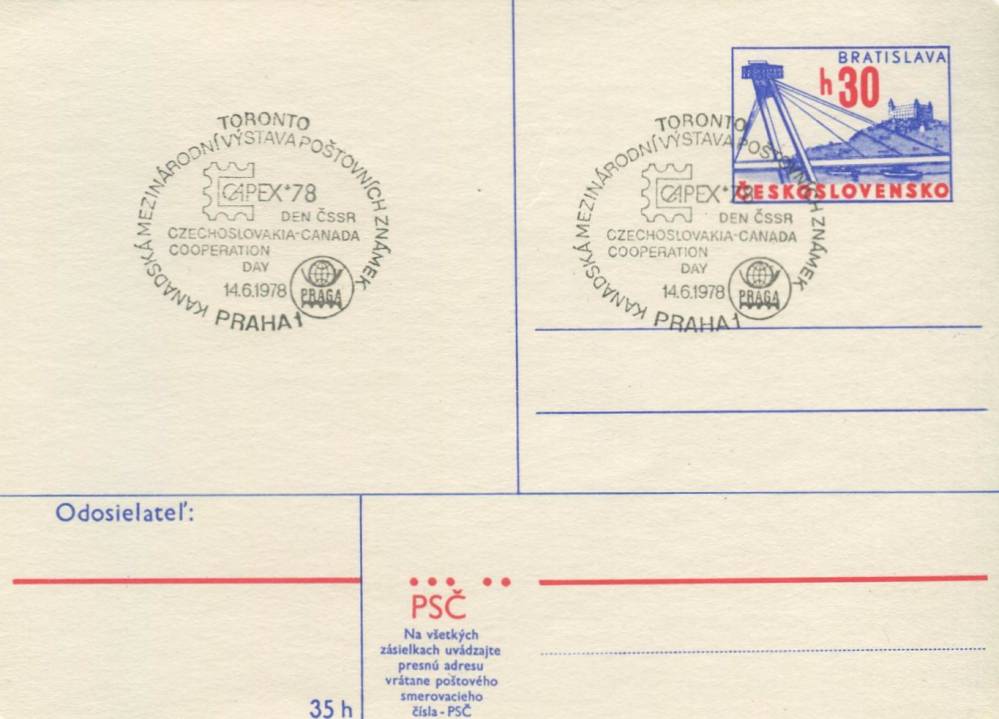 TORONTO
KANADSKÁ MEZINÁRODNÍ VÝSTAVA POŠTOVNÍCH ZNÁMEK
CAPEX'78
DEN ČSSR
CZECHOSLOVAKIA-CANADA
COOPERATION
DAY
14.6.1978
PRAGA
PRAHA 1
BRATISLAVA
h 30
ČESKOSLOVENSKO
TORONTO
KANADSKÁ MEZINÁRODNÍ VÝSTAVA POŠTOVNÍCH ZNÁMEK
CAPEX'78
DEN ČSSR
CZECHOSLOVAKIA-CANADA
COOPERATION
DAY
14.6.1978
PRAGA
PRAHA 1
Odosielateľ:
35 h
PSČ
Na všetkých
zásielkach uvádzajte
presnú adresu
vrátane poštového
smerovacieho
čísla - PSČ